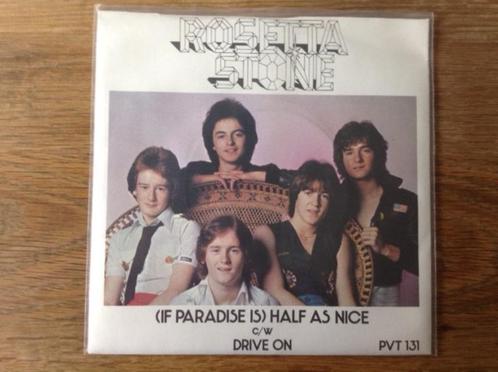 ROSETTA
STONE
(IF PARADISE IS) HALF AS NICE
C/W
DRIVE ON
PVT 131